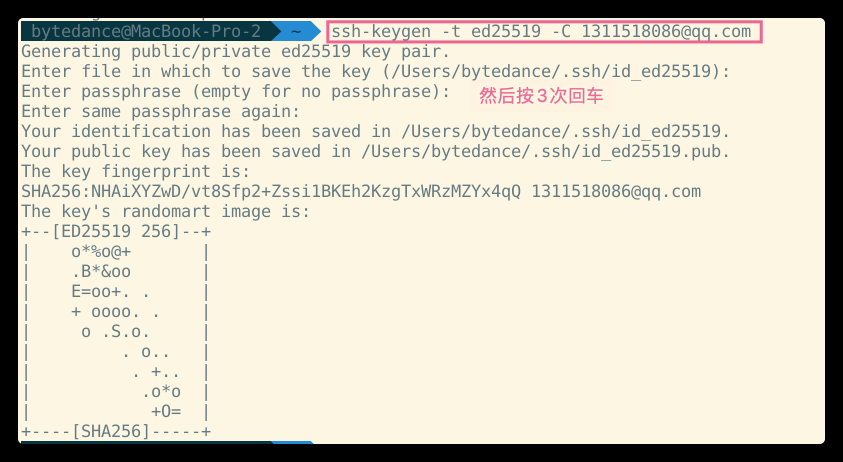 bytedance@MacBook-Pro-2 ~ ssh-keygen -t ed25519 -C 1311518086@qq.com
Generating public/private ed25519 key pair.
Enter file in which to save the key (/Users/bytedance/.ssh/id_ed25519):
Enter passphrase (empty for no passphrase): 然后按3次回车
Enter same passphrase again:
Your identification has been saved in /Users/bytedance/.ssh/id_ed25519.
Your public key has been saved in /Users/bytedance/.ssh/id_ed25519.pub.
The key fingerprint is:
SHA256:NHAiXYZwD/vt8Sfp2+Zssi1BKEh2KzgTxWRzMZYx4qQ 1311518086@qq.com
The key's randomart image is:
+--[ED25519 256]--+
|    o*%o@+       |
|    .B*&oo       |
|    E=oo+. .     |
|    + oooo. .    |
|     o .S.o.     |
|         . o..   |
|          . +..  |
|           .o*o  |
|            +O=  |
+----[SHA256]-----+